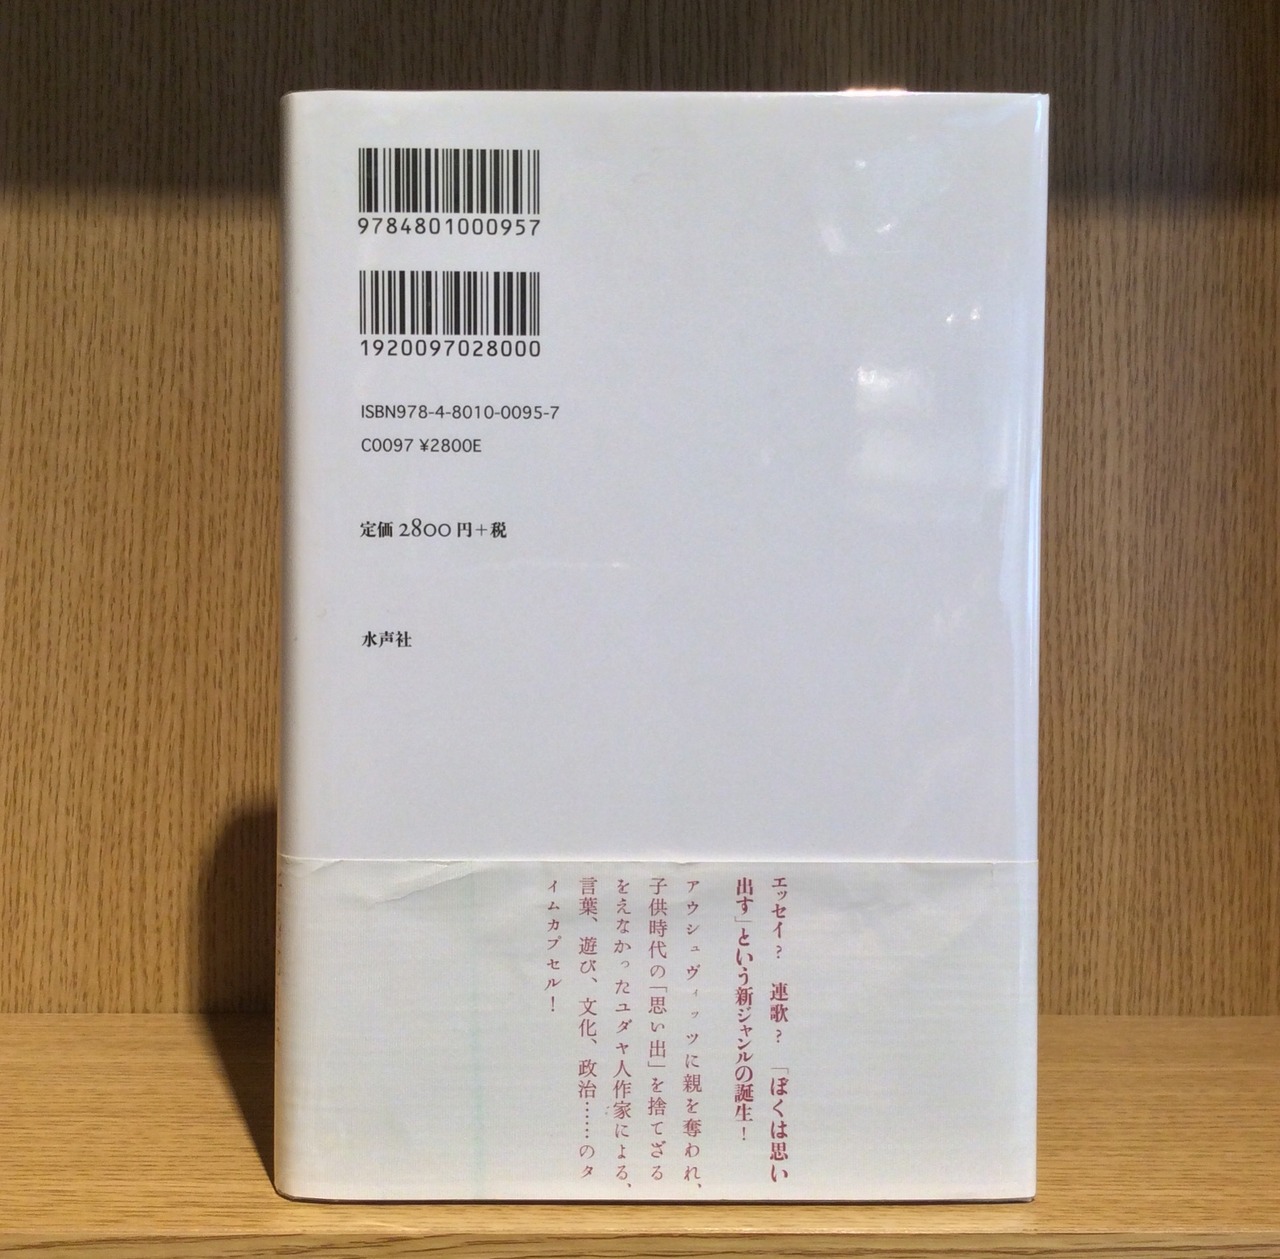 9784801000957
1920097028000
ISBN978-4-8010-0095-7
C0097 ¥2800E
定価 2800 円+税
水声社
エッセイ? 連歌? 「ぼくは思い
出す」という新ジャンルの誕生!
アウシュヴィッツに親を奪われ、
子供時代の「思い出」を捨てざる
をえなかったユダヤ人作家による、
言葉、遊び、文化、政治……のタ
イムカプセル!